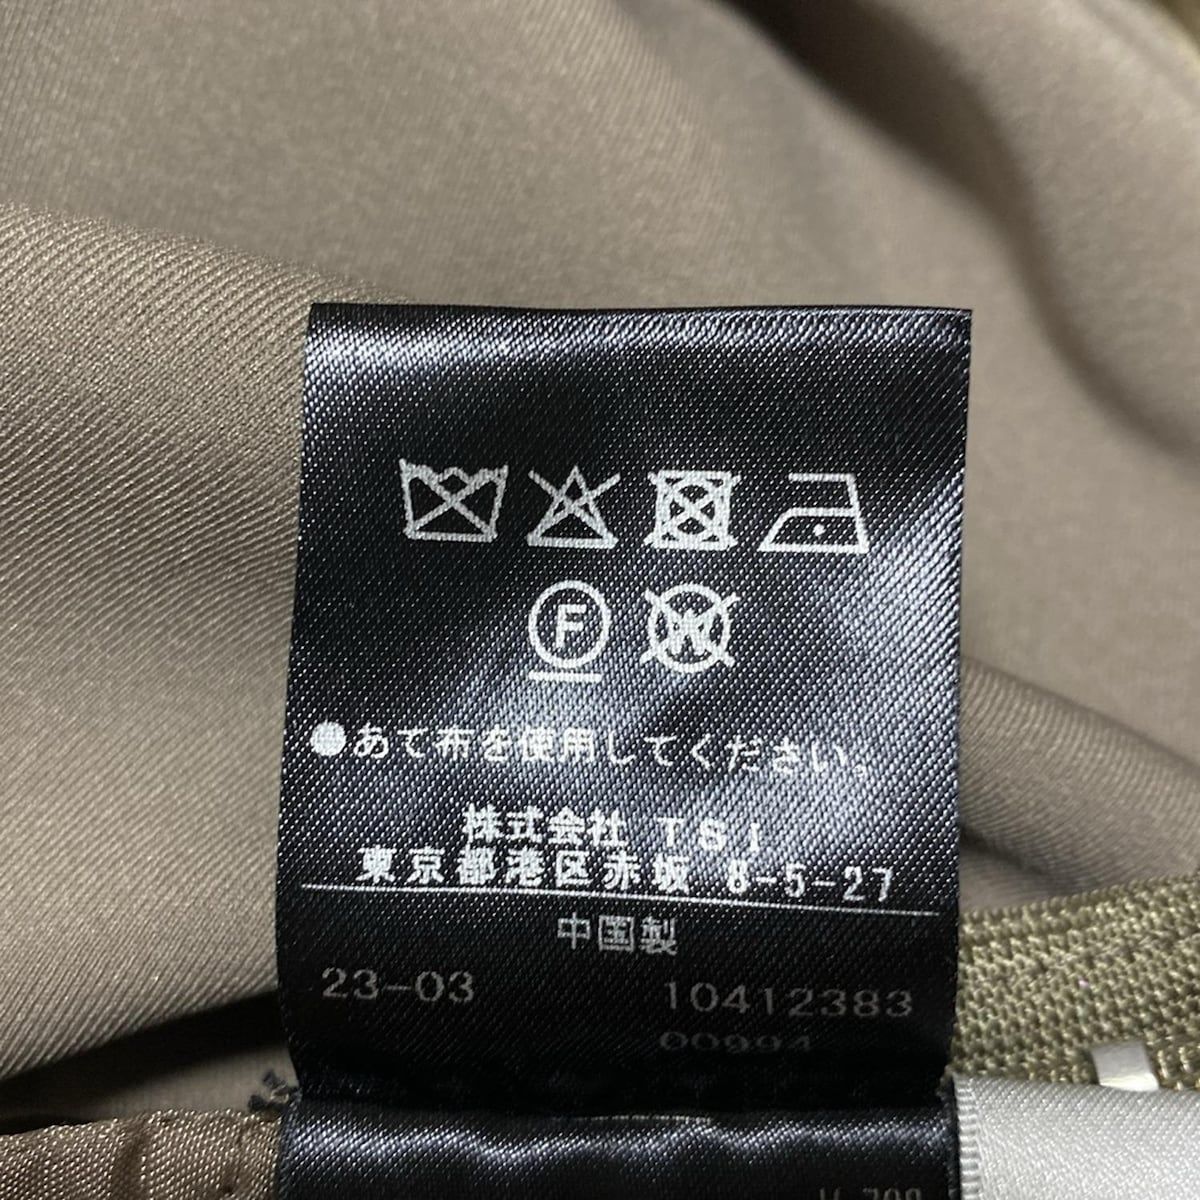 F W
●あて布を使用してください。
株式会社 TSI
東京都港区赤坂 8-5-27
中国製
23-03 10412383
00994